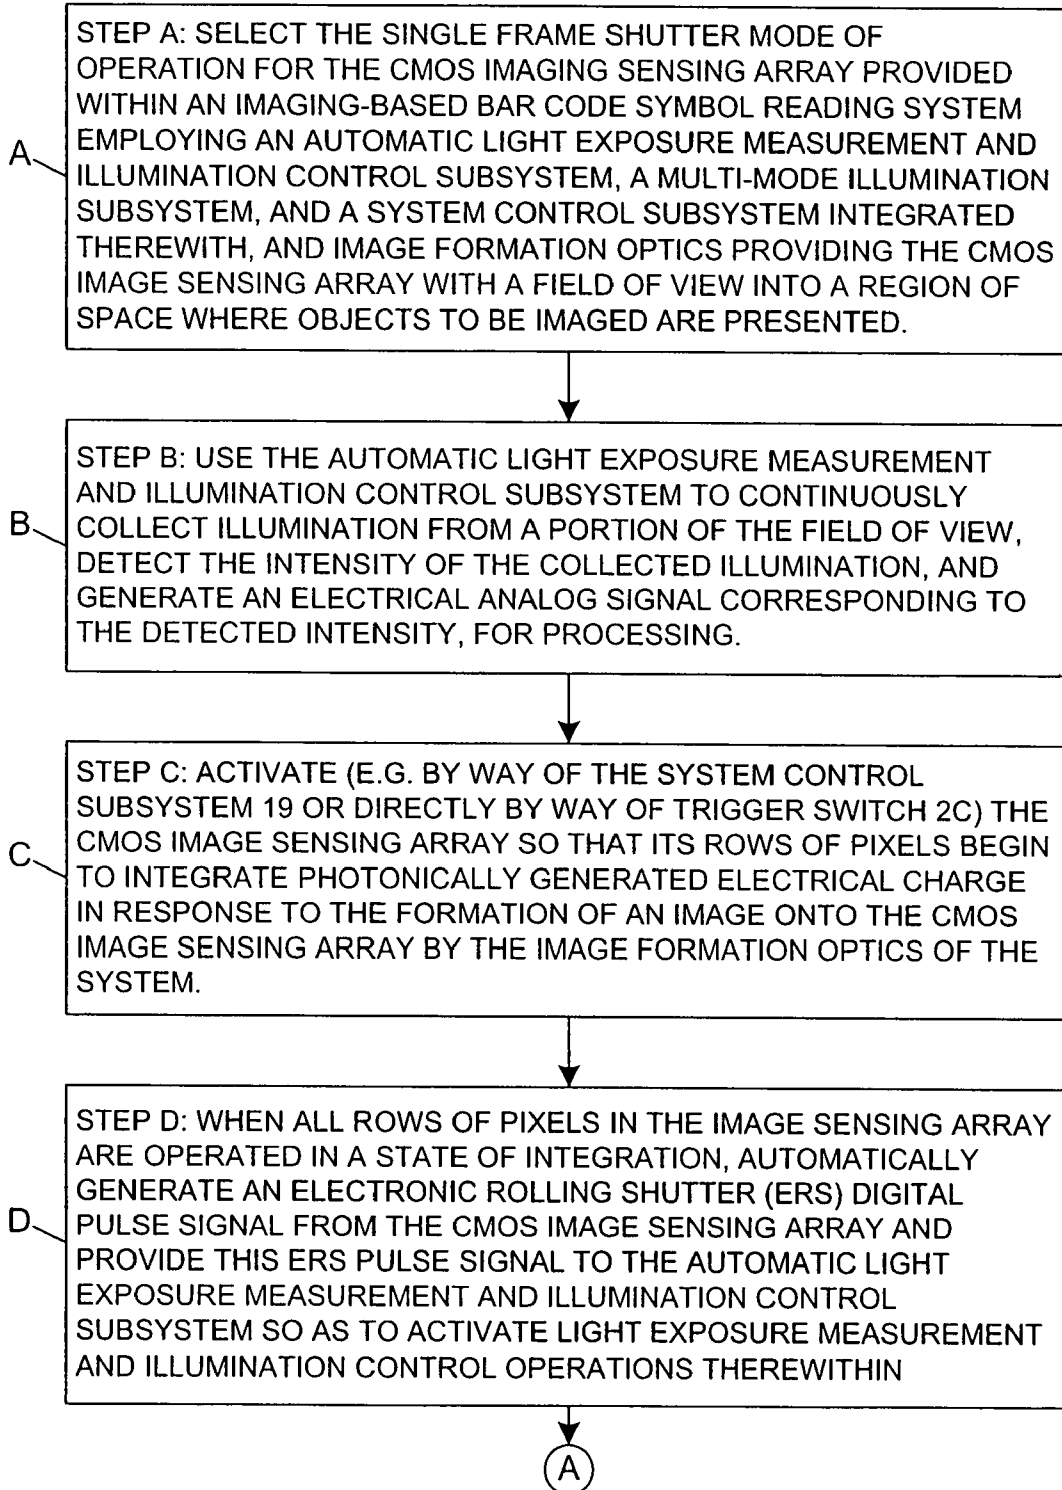 STEP A: SELECT THE SINGLE FRAME SHUTTER MODE OF
OPERATION FOR THE CMOS IMAGING SENSING ARRAY PROVIDED
WITHIN AN IMAGING-BASED BAR CODE SYMBOL READING SYSTEM
EMPLOYING AN AUTOMATIC LIGHT EXPOSURE MEASUREMENT AND
ILLUMINATION CONTROL SUBSYSTEM, A MULTI-MODE ILLUMINATION
SUBSYSTEM, AND A SYSTEM CONTROL SUBSYSTEM INTEGRATED
THEREWITH, AND IMAGE FORMATION OPTICS PROVIDING THE CMOS
IMAGE SENSING ARRAY WITH A FIELD OF VIEW INTO A REGION OF
SPACE WHERE OBJECTS TO BE IMAGED ARE PRESENTED.
A
STEP B: USE THE AUTOMATIC LIGHT EXPOSURE MEASUREMENT
AND ILLUMINATION CONTROL SUBSYSTEM TO CONTINUOUSLY
COLLECT ILLUMINATION FROM A PORTION OF THE FIELD OF VIEW,
DETECT THE INTENSITY OF THE COLLECTED ILLUMINATION, AND
GENERATE AN ELECTRICAL ANALOG SIGNAL CORRESPONDING TO
THE DETECTED INTENSITY, FOR PROCESSING.
B
STEP C: ACTIVATE (E.G. BY WAY OF THE SYSTEM CONTROL
SUBSYSTEM 19 OR DIRECTLY BY WAY OF TRIGGER SWITCH 2C) THE
CMOS IMAGE SENSING ARRAY SO THAT ITS ROWS OF PIXELS BEGIN
TO INTEGRATE PHOTONICALLY GENERATED ELECTRICAL CHARGE
IN RESPONSE TO THE FORMATION OF AN IMAGE ONTO THE CMOS
IMAGE SENSING ARRAY BY THE IMAGE FORMATION OPTICS OF THE
SYSTEM.
C
STEP D: WHEN ALL ROWS OF PIXELS IN THE IMAGE SENSING ARRAY
ARE OPERATED IN A STATE OF INTEGRATION, AUTOMATICALLY
GENERATE AN ELECTRONIC ROLLING SHUTTER (ERS) DIGITAL
PULSE SIGNAL FROM THE CMOS IMAGE SENSING ARRAY AND
PROVIDE THIS ERS PULSE SIGNAL TO THE AUTOMATIC LIGHT
EXPOSURE MEASUREMENT AND ILLUMINATION CONTROL
SUBSYSTEM SO AS TO ACTIVATE LIGHT EXPOSURE MEASUREMENT
AND ILLUMINATION CONTROL OPERATIONS THEREWITHIN
D
A